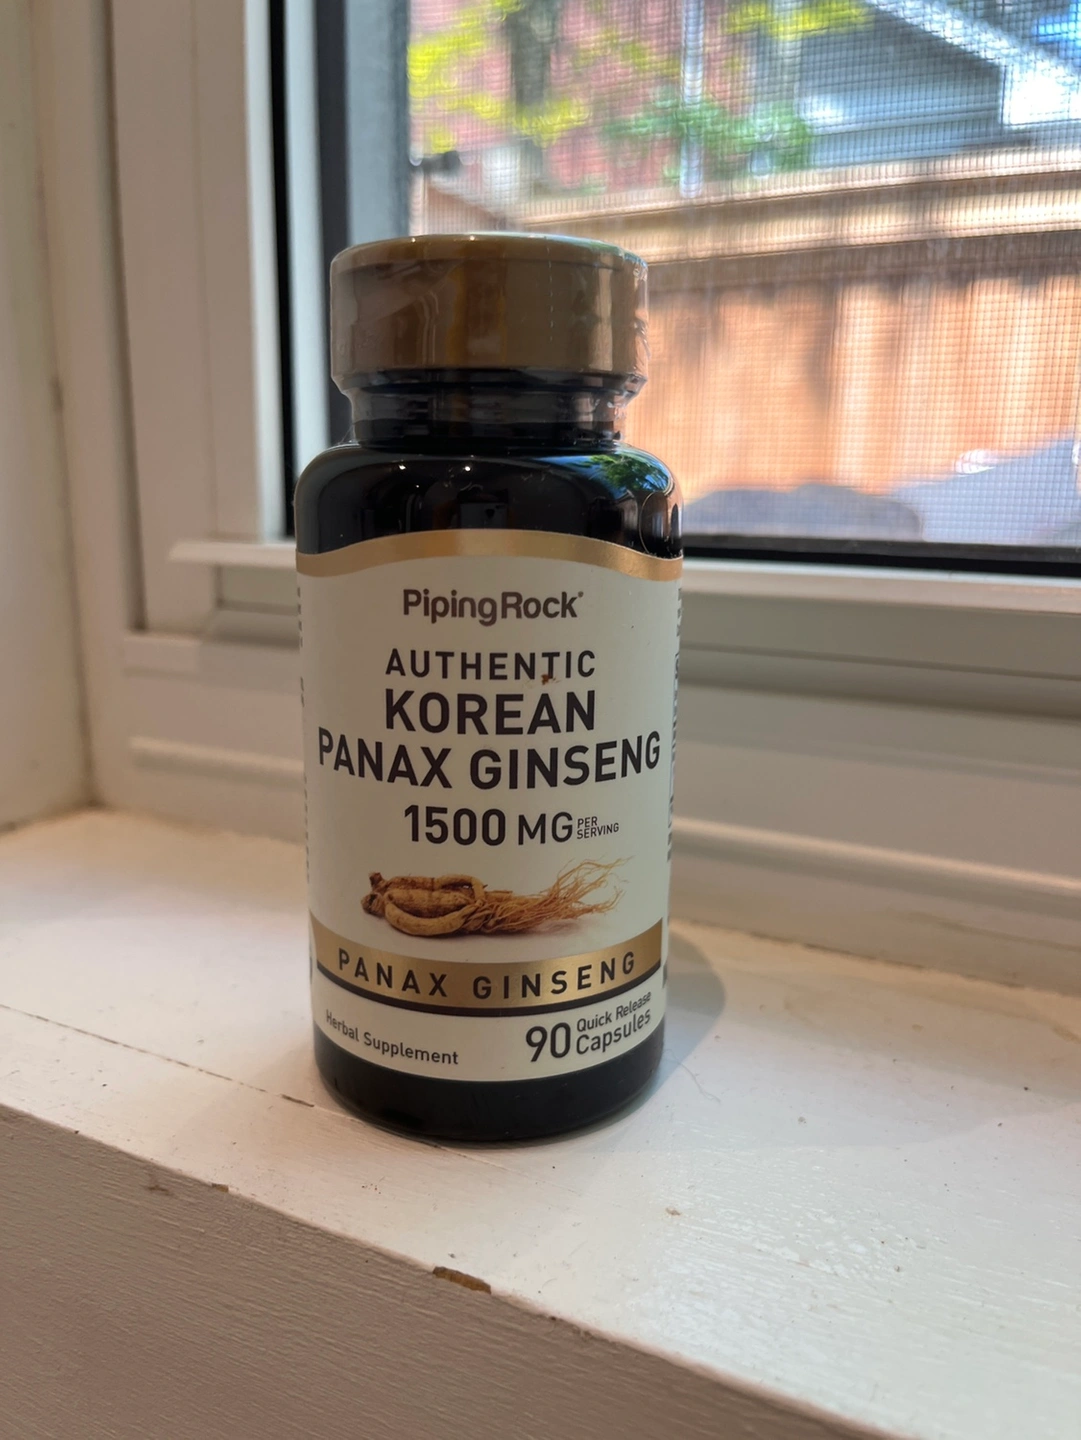 PipingRock®
AUTHENTIC
KOREAN
PANAX GINSENG
1500 MG PER
SERVING
PANAX GINSENG
Herbal Supplement
90 Quick Release
Capsules